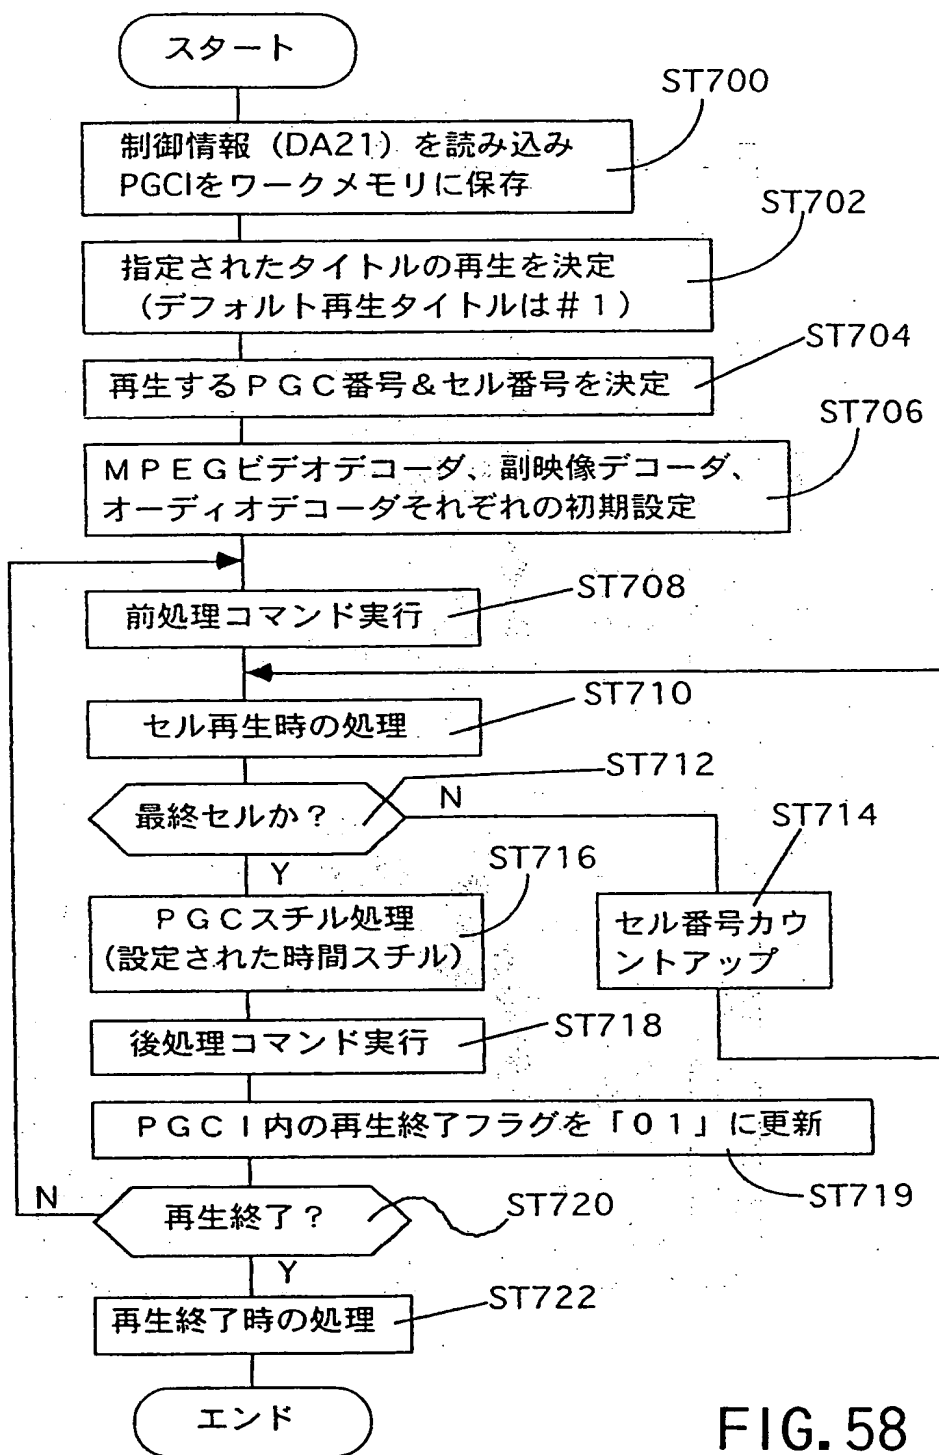 スタート
ST700
制御情報（DA21）を読み込み
PGCIをワークメモリに保存
ST702
指定されたタイトルの再生を決定
（デフォルト再生タイトルは＃１）
ST704
再生するＰＧＣ番号＆セル番号を決定
ST706
ＭＰＥＧビデオデコーダ、副映像デコーダ、
オーディオデコーダそれぞれの初期設定
ST708
前処理コマンド実行
ST710
セル再生時の処理
ST712
最終セルか？
N
ST714
Y
ST716
ＰＧＣスチル処理
(設定された時間スチル)
セル番号カウ
ントアップ
ST718
後処理コマンド実行
ＰＧＣＩ内の再生終了フラグを「０１」に更新
ST719
N
再生終了？
ST720
Y
ST722
再生終了時の処理
エンド
FIG. 58